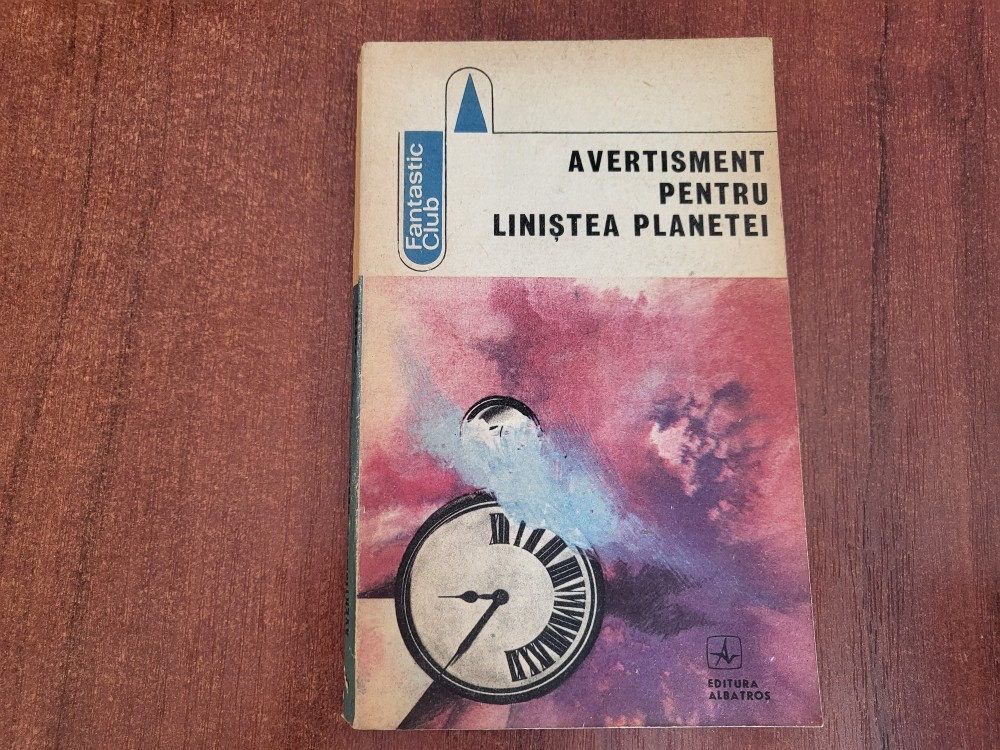 Fantastic
Club
AVERTISMENT
PENTRU
LINIȘTEA PLANETEI
EDITURA
ALBATROS